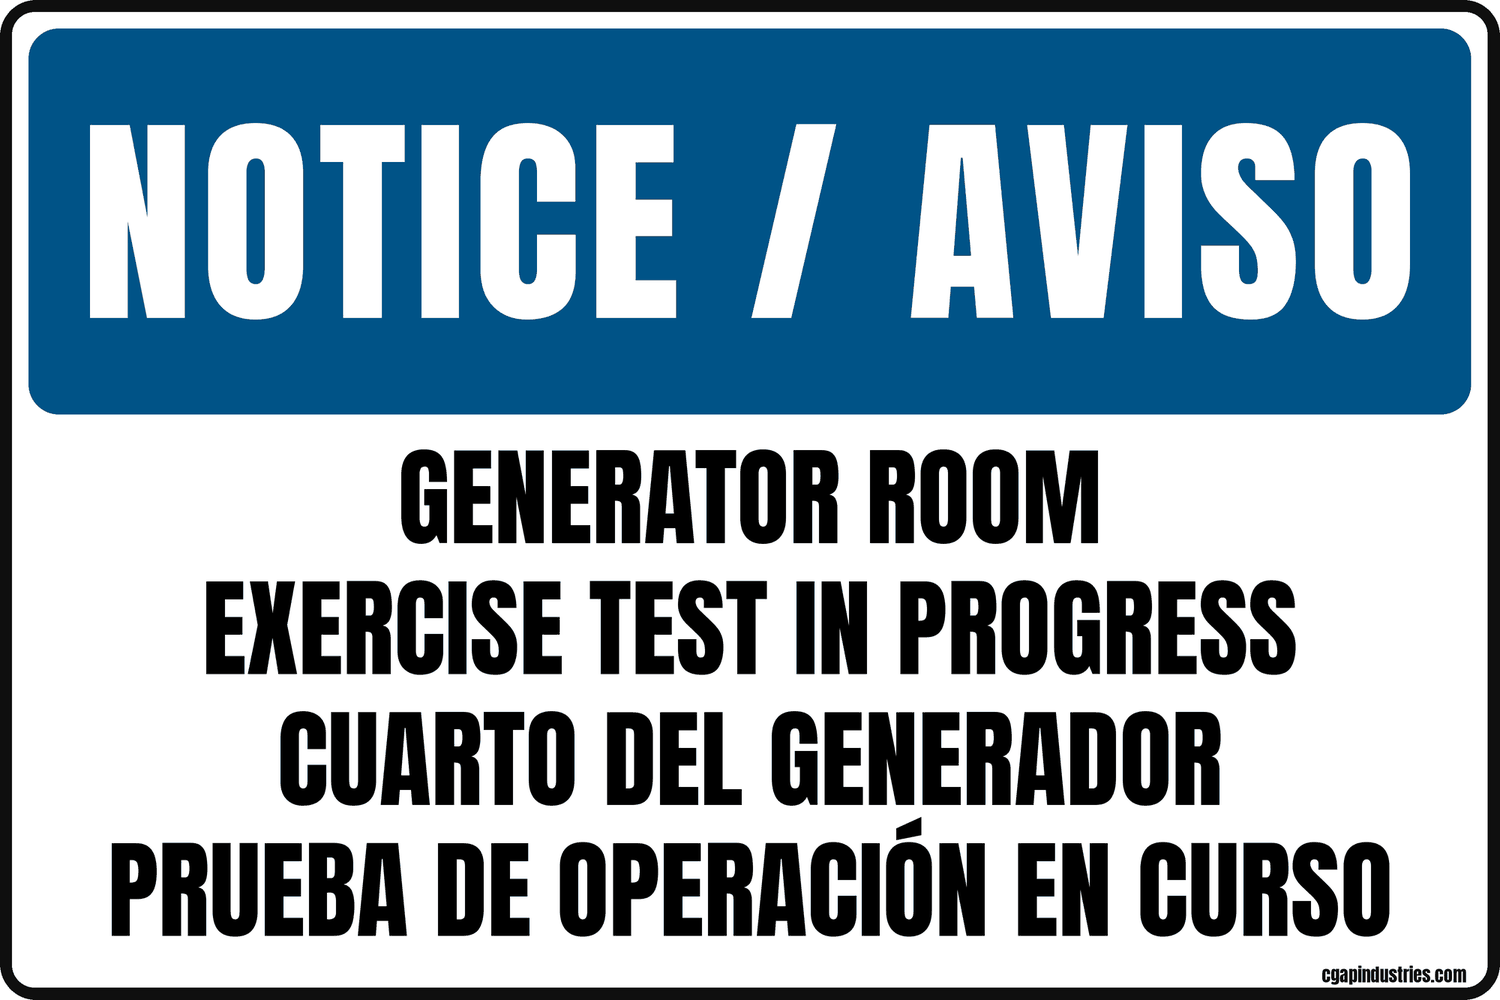 NOTICE / AVISO
GENERATOR ROOM
EXERCISE TEST IN PROGRESS
CUARTO DEL GENERADOR
PRUEBA DE OPERACIÓN EN CURSO
cgapindustries.com